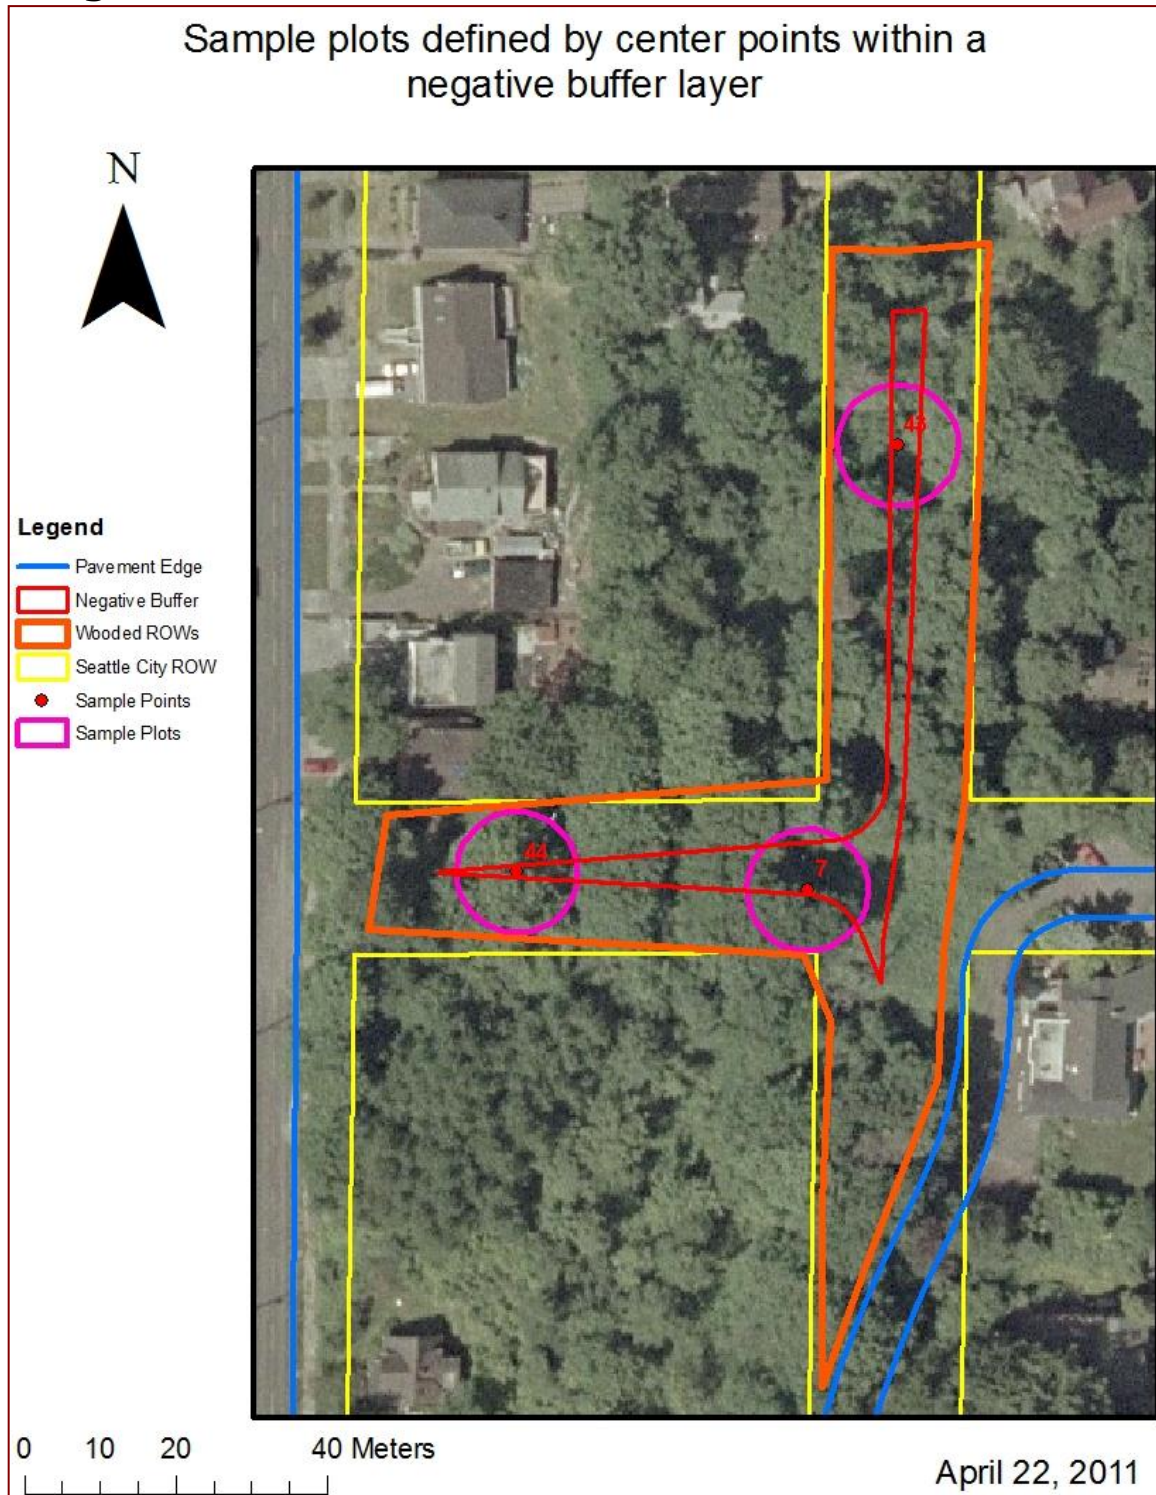 Sample plots defined by center points within a
negative buffer layer
N
44
7
Legend
Pavement Edge
Negative Buffer
Wooded ROWs
Seattle City ROW
Sample Points
Sample Plots
0 10 20 40 Meters
April 22, 2011